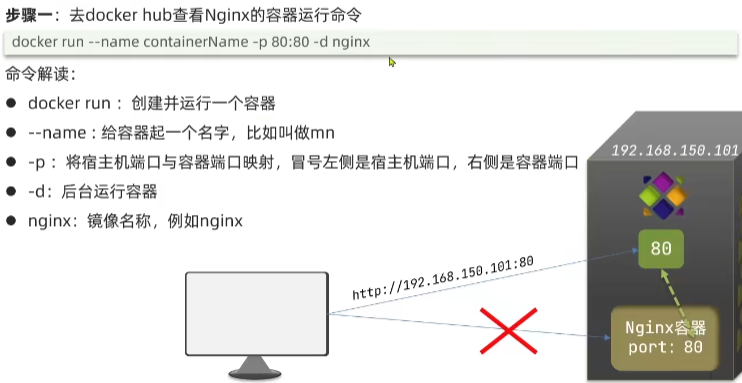 步骤一：去docker hub查看Nginx的容器运行命令
docker run --name containerName -p 80:80 -d nginx
命令解读：
● docker run ：创建并运行一个容器
● --name : 给容器起一个名字，比如叫做mn
● -p ：将宿主机端口与容器端口映射，冒号左侧是宿主机端口，右侧是容器端口
● -d：后台运行容器
● nginx：镜像名称，例如nginx
192.168.150.101
80
http://192.168.150.101:80
Nginx容器
port: 80